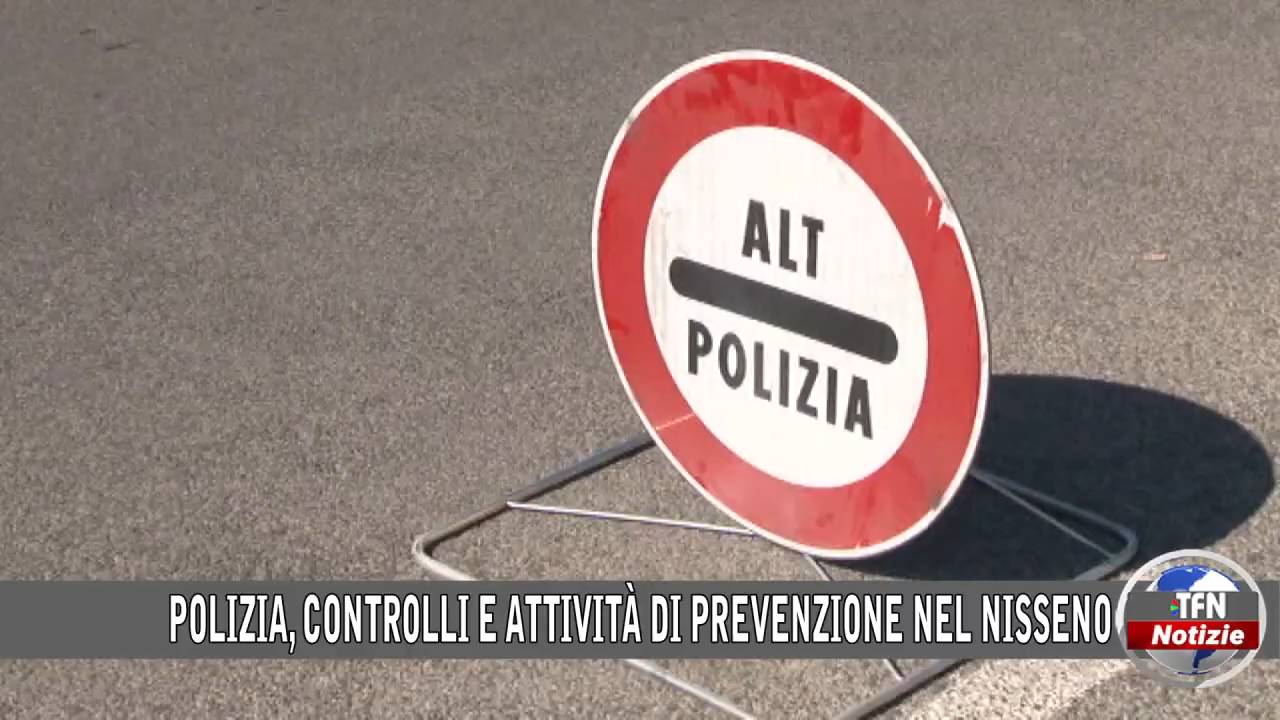 ALT
POLIZIA
POLIZIA, CONTROLLI E ATTIVITÀ DI PREVENZIONE NEL NISSENO
TFN
Notizie